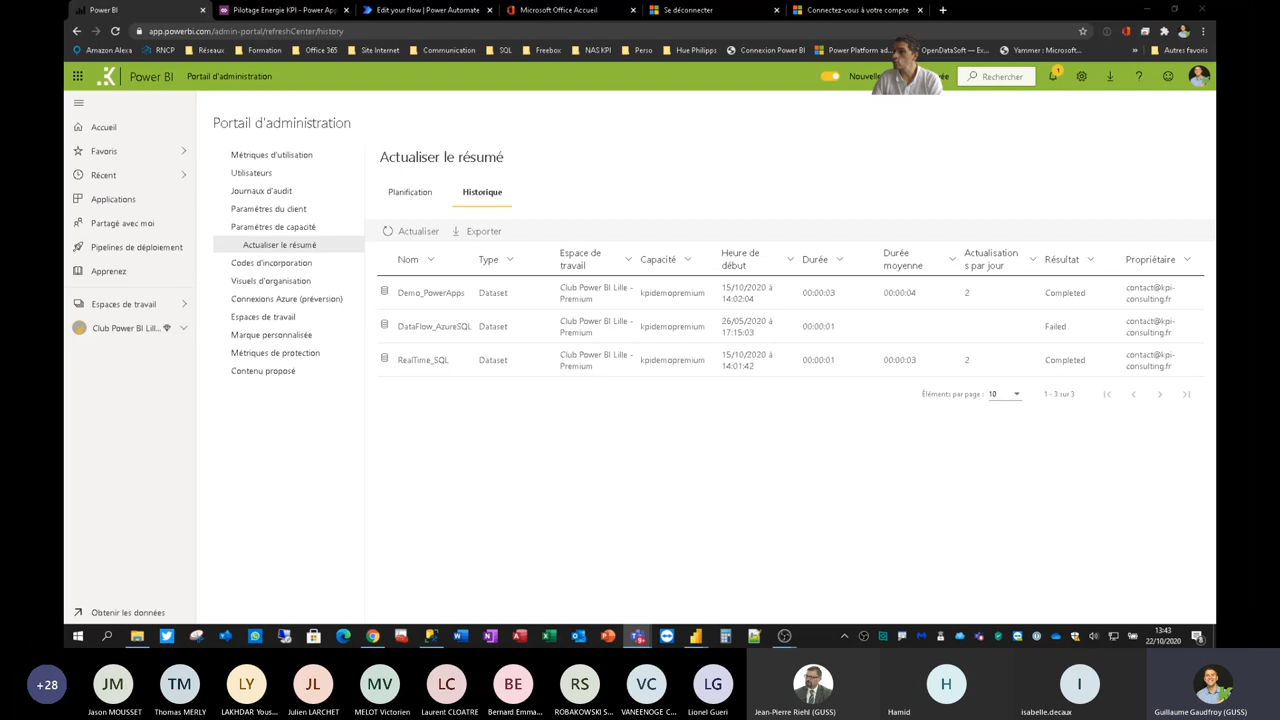 Power BI
Pilotage Energie KPI - Power App
Edit your flow | Power Automate
Microsoft Office Accueil
Se déconnecter
Connectez-vous à votre compte
app.powerbi.com/admin-portal/refreshCenter/history
Amazon Alexa
RNCP
Réseaux
Formation
Office 365
Site Internet
Communication
SQL
Freebox
NAS KPI
Perso
Hue Philipps
Connexion Power BI
Power Platform ad...
OpenDataSoft — Ex...
Yammer : Microsoft...
»
Autres favoris
Power BI
Portail d'administration
Nouvelle
ée
Rechercher
1
Accueil
Favoris
Récent
Applications
Partagé avec moi
Pipelines de déploiement
Apprenez
Espaces de travail
Club Power BI Lill...
Obtenir les données
Portail d'administration
Métriques d'utilisation
Utilisateurs
Journaux d'audit
Paramètres du client
Paramètres de capacité
Actualiser le résumé
Codes d'incorporation
Visuels d'organisation
Connexions Azure (préversion)
Espaces de travail
Marque personnalisée
Métriques de protection
Contenu proposé
Actualiser le résumé
Planification
Historique
Actualiser
Exporter
Nom
Type
Espace de
travail
Capacité
Heure de
début
Durée
Durée
moyenne
Actualisation
s par jour
Résultat
Propriétaire
Demo_PowerApps
Dataset
Club Power BI Lille -
Premium
kpidemopremium
15/10/2020 à
14:02:04
00:00:03
00:00:04
2
Completed
contact@kpi-
consulting.fr
DataFlow_AzureSQL
Dataset
Club Power BI Lille -
Premium
kpidemopremium
26/05/2020 à
17:15:03
00:00:01
Failed
contact@kpi-
consulting.fr
RealTime_SQL
Dataset
Club Power BI Lille -
Premium
kpidemopremium
15/10/2020 à
14:01:42
00:00:01
00:00:03
2
Completed
contact@kpi-
consulting.fr
Éléments par page :
10
1 - 3 sur 3
13:43
22/10/2020
+28
JM
Jason MOUSSET
TM
Thomas MERLY
LY
LAKHDAR Yous...
JL
Julien LARCHET
MV
MELOT Victorien
LC
Laurent CLOATRE
BE
Bernard Emma...
RS
ROBAKOWSKI S...
VC
VANEENOGE C...
LG
Lionel Gueri
Jean-Pierre Riehl (GUSS)
H
Hamid
I
isabelle.decaux
Guillaume Gaudfroy (GUSS)